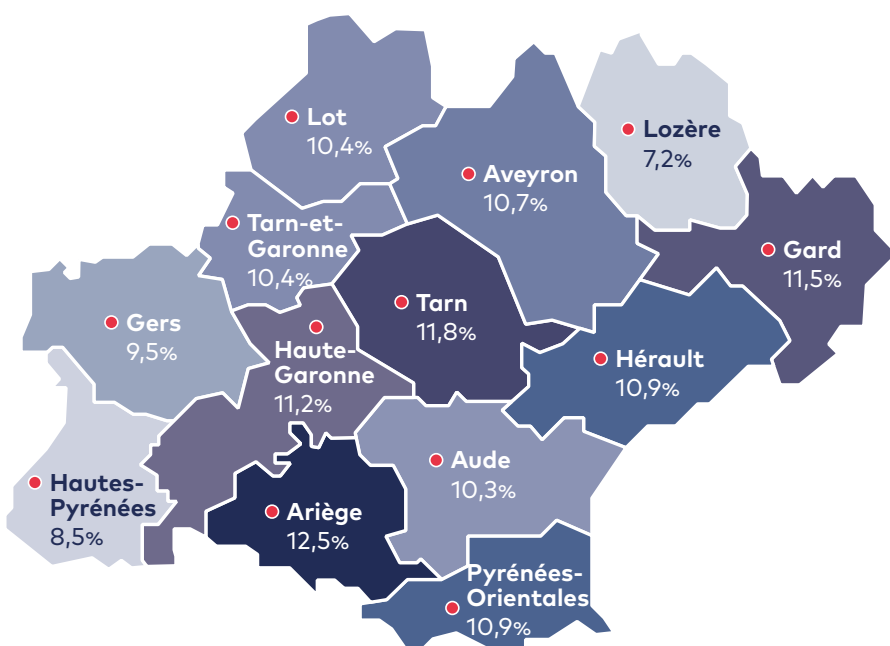 Lot
10,4%
Aveyron
10,7%
Lozère
7,2%
Tarn-et-
Garonne
10,4%
Gard
11,5%
Gers
9,5%
Tarn
11,8%
Haute-
Garonne
11,2%
Hérault
10,9%
Hautes-
Pyrénées
8,5%
Ariège
12,5%
Aude
10,3%
Pyrénées-
Orientales
10,9%